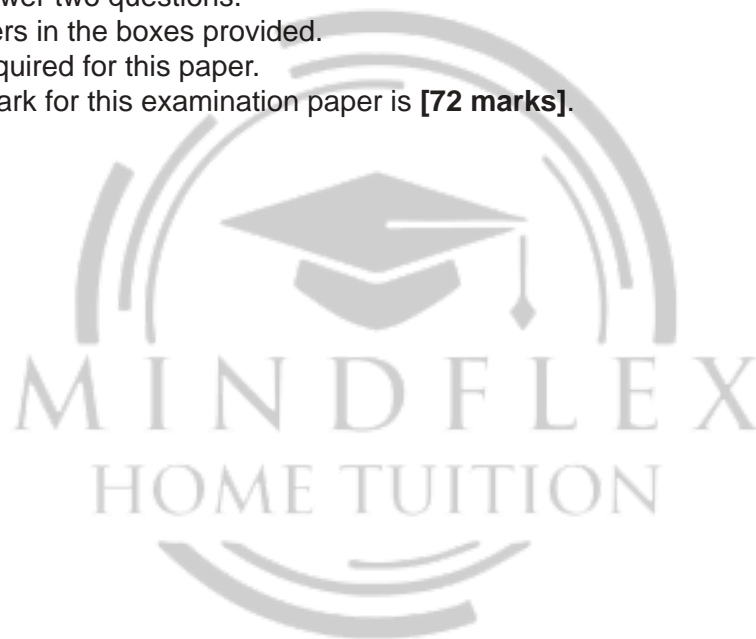 wer two questions.
ers in the boxes provided.
quired for this paper.
ark for this examination paper is [72 marks].
MINDFLEX
HOME TUITION